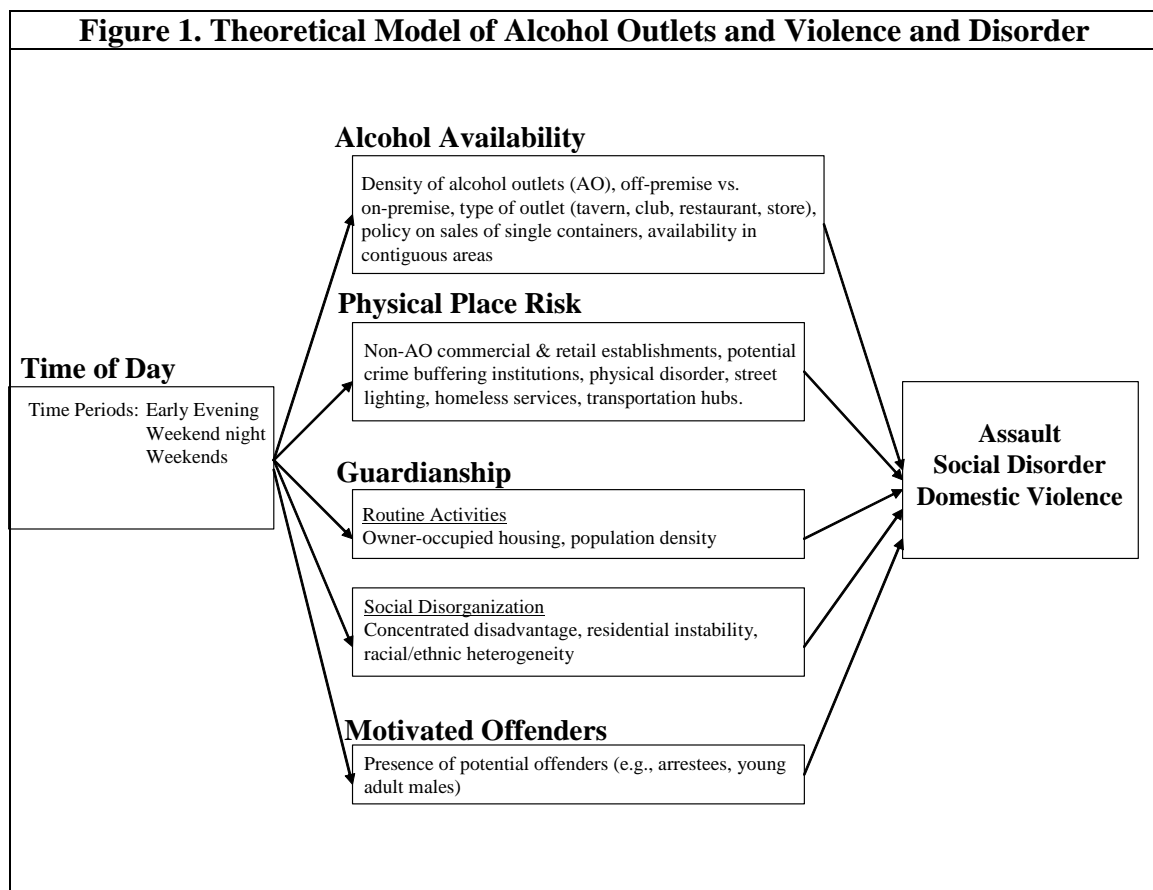 Figure 1. Theoretical Model of Alcohol Outlets and Violence and Disorder
Alcohol Availability
Density of alcohol outlets (AO), off-premise vs.
on-premise, type of outlet (tavern, club, restaurant, store),
policy on sales of single containers, availability in
contiguous areas
Physical Place Risk
Non-AO commercial & retail establishments, potential
crime buffering institutions, physical disorder, street
lighting, homeless services, transportation hubs.
Time of Day
Time Periods: Early Evening
Weekend night
Weekends
Guardianship
Routine Activities
Owner-occupied housing, population density
Social Disorganization
Concentrated disadvantage, residential instability,
racial/ethnic heterogeneity
Motivated Offenders
Presence of potential offenders (e.g., arrestees, young
adult males)
Assault
Social Disorder
Domestic Violence